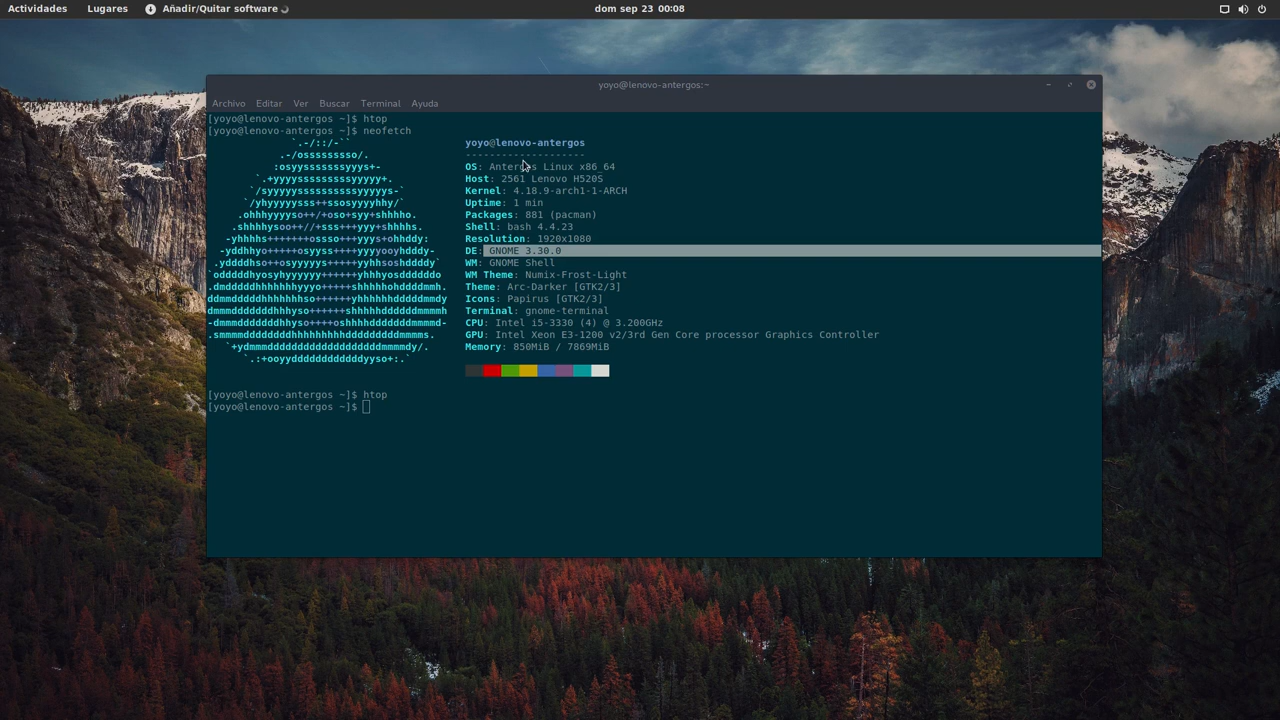 Actividades Lugares Añadir/Quitar software dom sep 23 00:08
yoyo@lenovo-antergos:~
Archivo Editar Ver Buscar Terminal Ayuda
[yoyo@lenovo-antergos ~]$ htop
[yoyo@lenovo-antergos ~]$ neofetch
yoyo@lenovo-antergos
--------------------
OS: Antergos Linux x86_64
Host: 2561 Lenovo H520S
Kernel: 4.18.9-arch1-1-ARCH
Uptime: 1 min
Packages: 881 (pacman)
Shell: bash 4.4.23
Resolution: 1920x1080
DE: GNOME 3.30.0
WM: GNOME Shell
WM Theme: Numix-Frost-Light
Theme: Arc-Darker [GTK2/3]
Icons: Papirus [GTK2/3]
Terminal: gnome-terminal
CPU: Intel i5-3330 (4) @ 3.200GHz
GPU: Intel Xeon E3-1200 v2/3rd Gen Core processor Graphics Controller
Memory: 850MiB / 7869MiB
[yoyo@lenovo-antergos ~]$ htop
[yoyo@lenovo-antergos ~]$